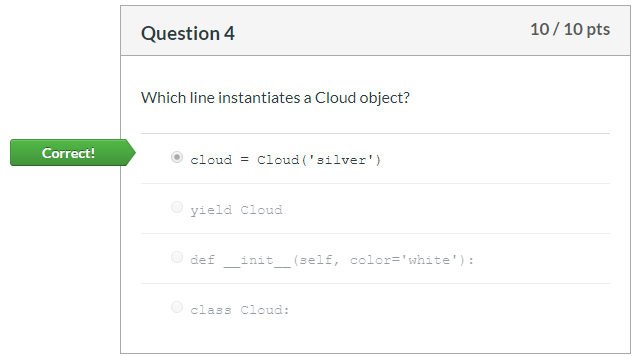 Question 4
10 / 10 pts
Which line instantiates a Cloud object?
Correct!
cloud = Cloud('silver')
yield Cloud
def __init__(self, color='white'):
class Cloud: